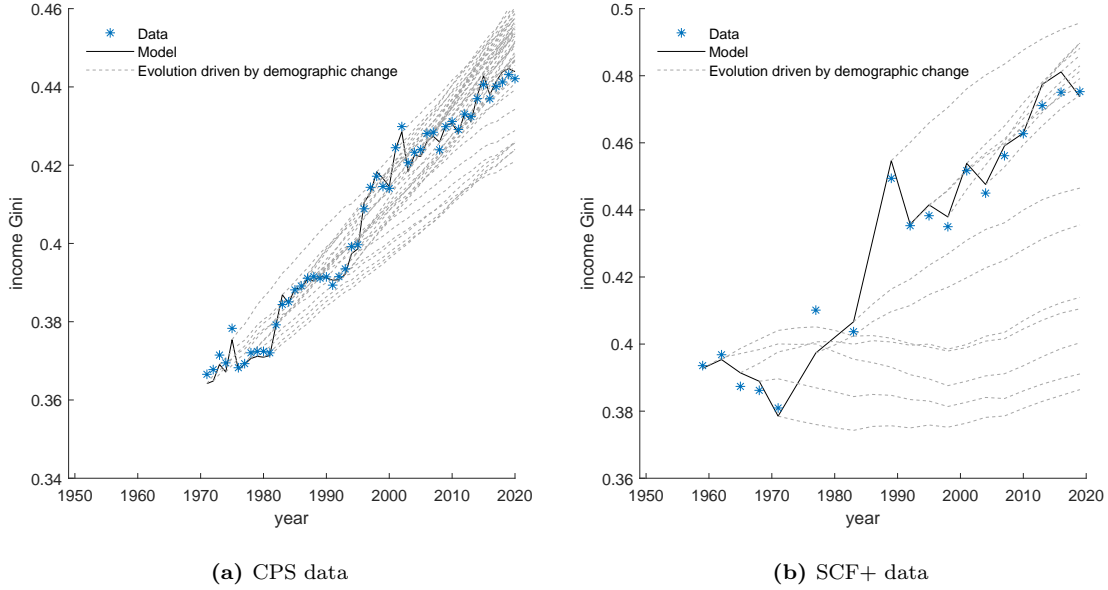 0.46
Data
Model
Evolution driven by demographic change
0.44
0.42
0.4
0.38
0.36
0.34
income Gini
1950 1960 1970 1980 1990 2000 2010 2020
year
(a) CPS data
0.5
Data
Model
Evolution driven by demographic change
0.48
0.46
0.44
0.42
0.4
0.38
0.36
income Gini
1950 1960 1970 1980 1990 2000 2010 2020
year
(b) SCF+ data